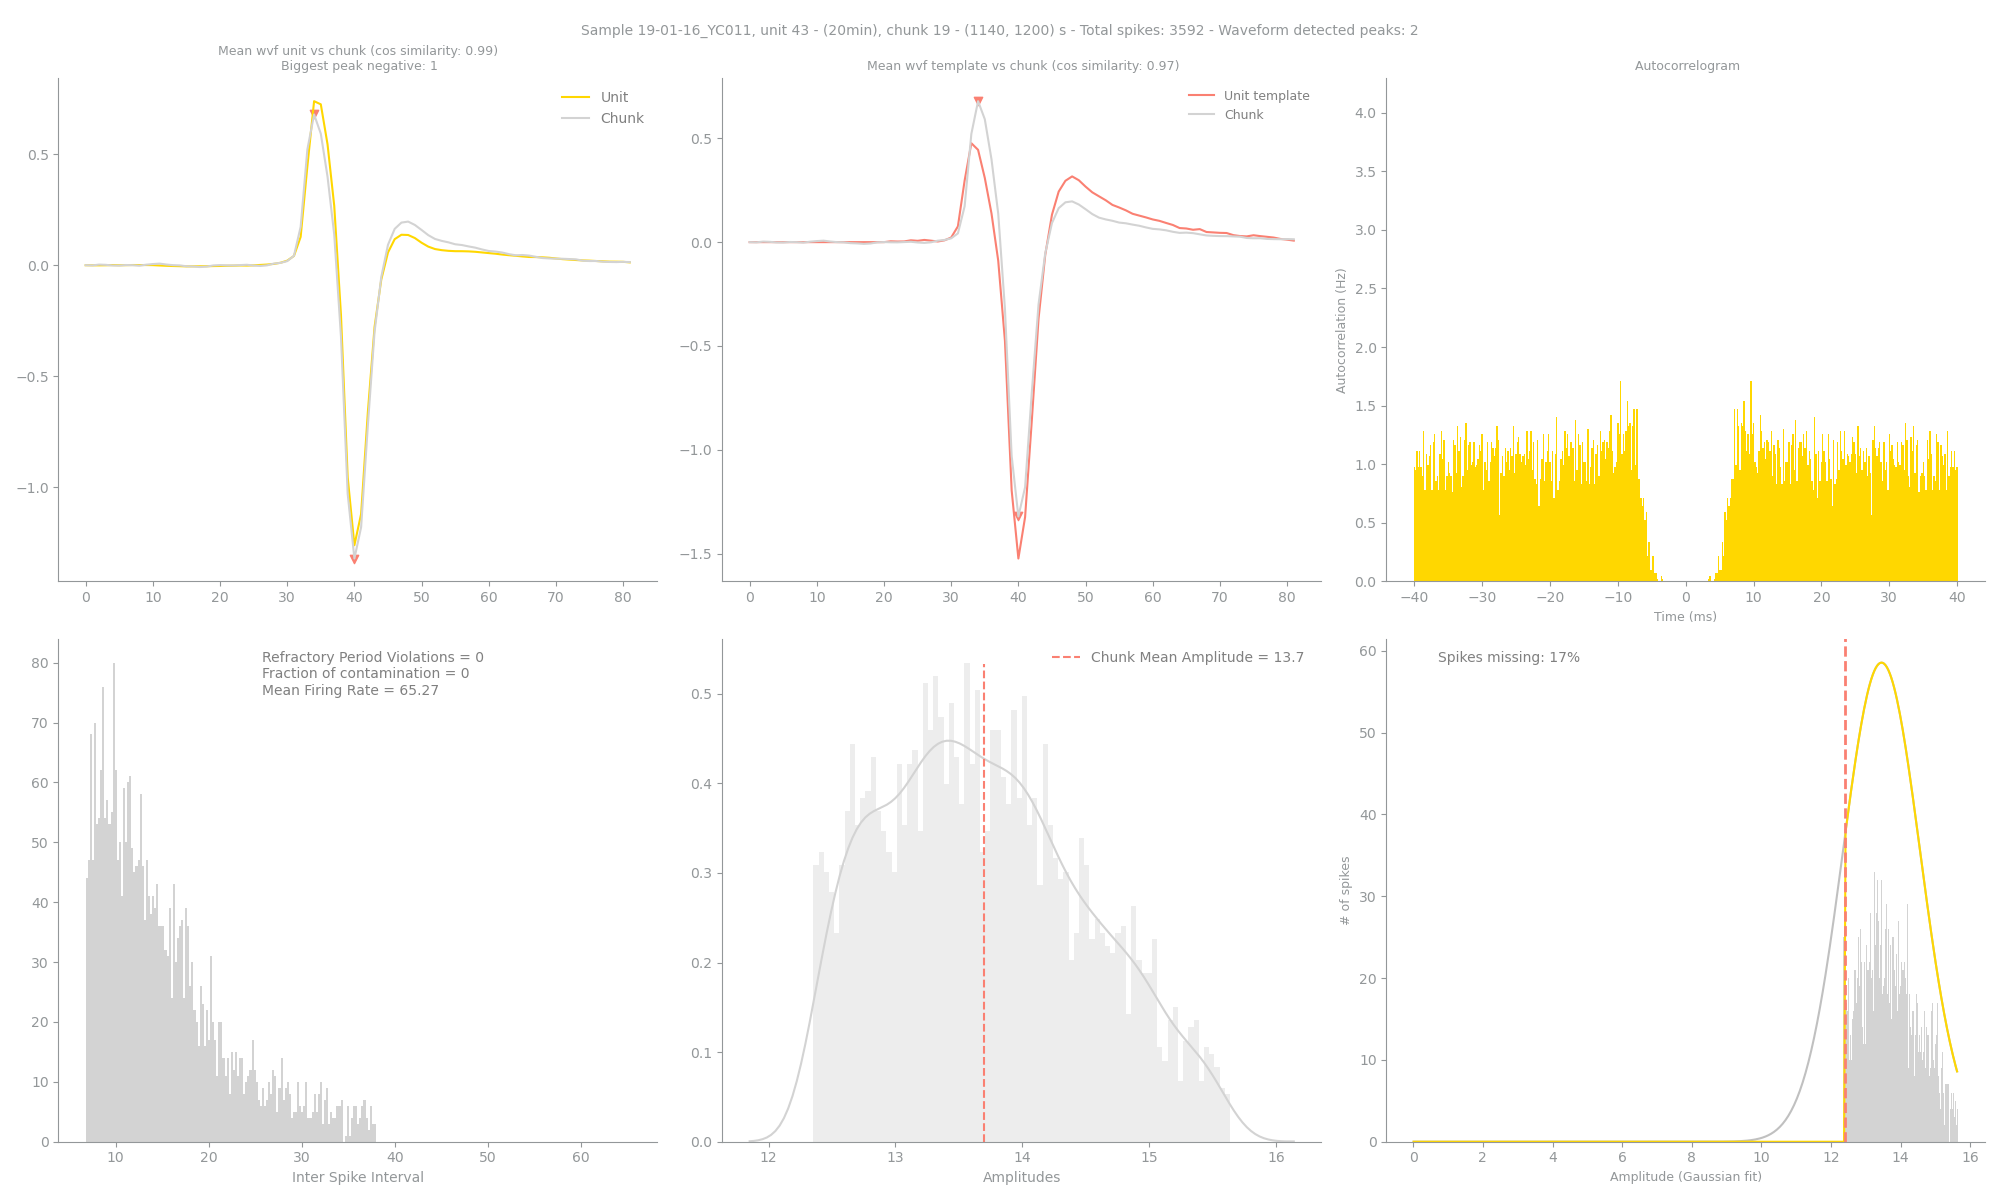 Sample 19-01-16_YC011, unit 43 - (20min), chunk 19 - (1140, 1200) s - Total spikes: 3592 - Waveform detected peaks: 2
Mean wvf unit vs chunk (cos similarity: 0.99)
Biggest peak negative: 1
Unit
Chunk
0.5
0.0
−0.5
−1.0
0 10 20 30 40 50 60 70 80
Mean wvf template vs chunk (cos similarity: 0.97)
Unit template
Chunk
0.5
0.0
−0.5
−1.0
−1.5
0 10 20 30 40 50 60 70 80
Autocorrelogram
Autocorrelation (Hz)
4.0
3.5
3.0
2.5
2.0
1.5
1.0
0.5
0.0
−40 −30 −20 −10 0 10 20 30 40
Time (ms)
Refractory Period Violations = 0
Fraction of contamination = 0
Mean Firing Rate = 65.27
80
70
60
50
40
30
20
10
0
10 20 30 40 50 60
Inter Spike Interval
Chunk Mean Amplitude = 13.7
0.5
0.4
0.3
0.2
0.1
0.0
12 13 14 15 16
Amplitudes
Spikes missing: 17%
# of spikes
60
50
40
30
20
10
0
0 2 4 6 8 10 12 14 16
Amplitude (Gaussian fit)